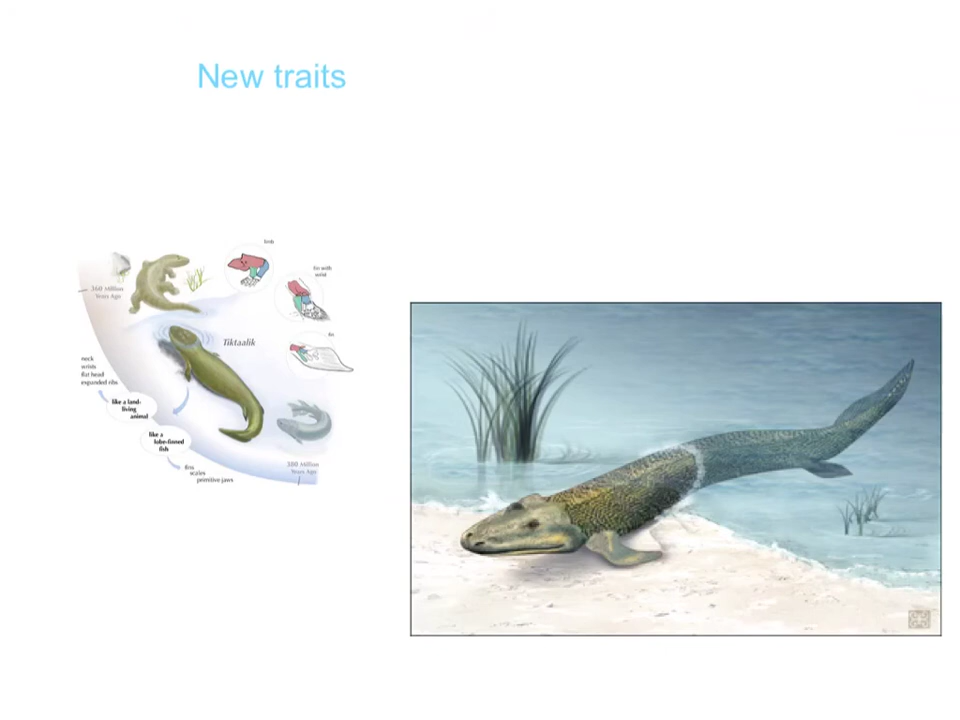 New traits
limb
fin with
wrist
360 Million
Years Ago
Tiktaalik
fin
neck
wrists
flat head
expanded ribs
like a land-
living
animal
like a
lobe-finned
fish
fins
scales
primitive jaws
380 Million
Years Ago